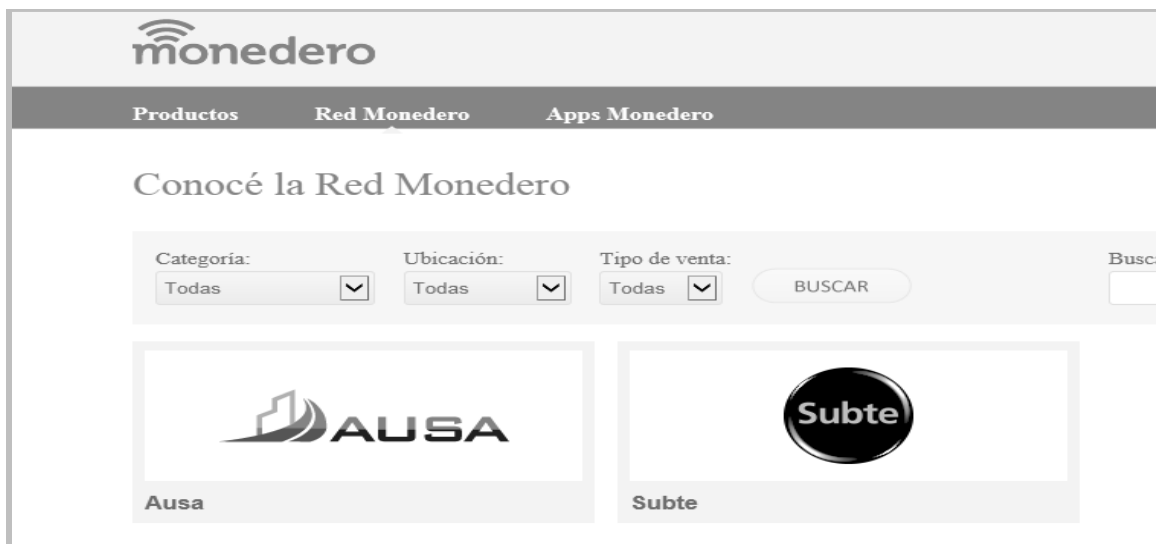 monedero
Productos Red Monedero Apps Monedero
Conocé la Red Monedero
Categoría: Ubicación: Tipo de venta:
Todas Todas Todas BUSCAR
AUSA
Subte
Ausa
Subte